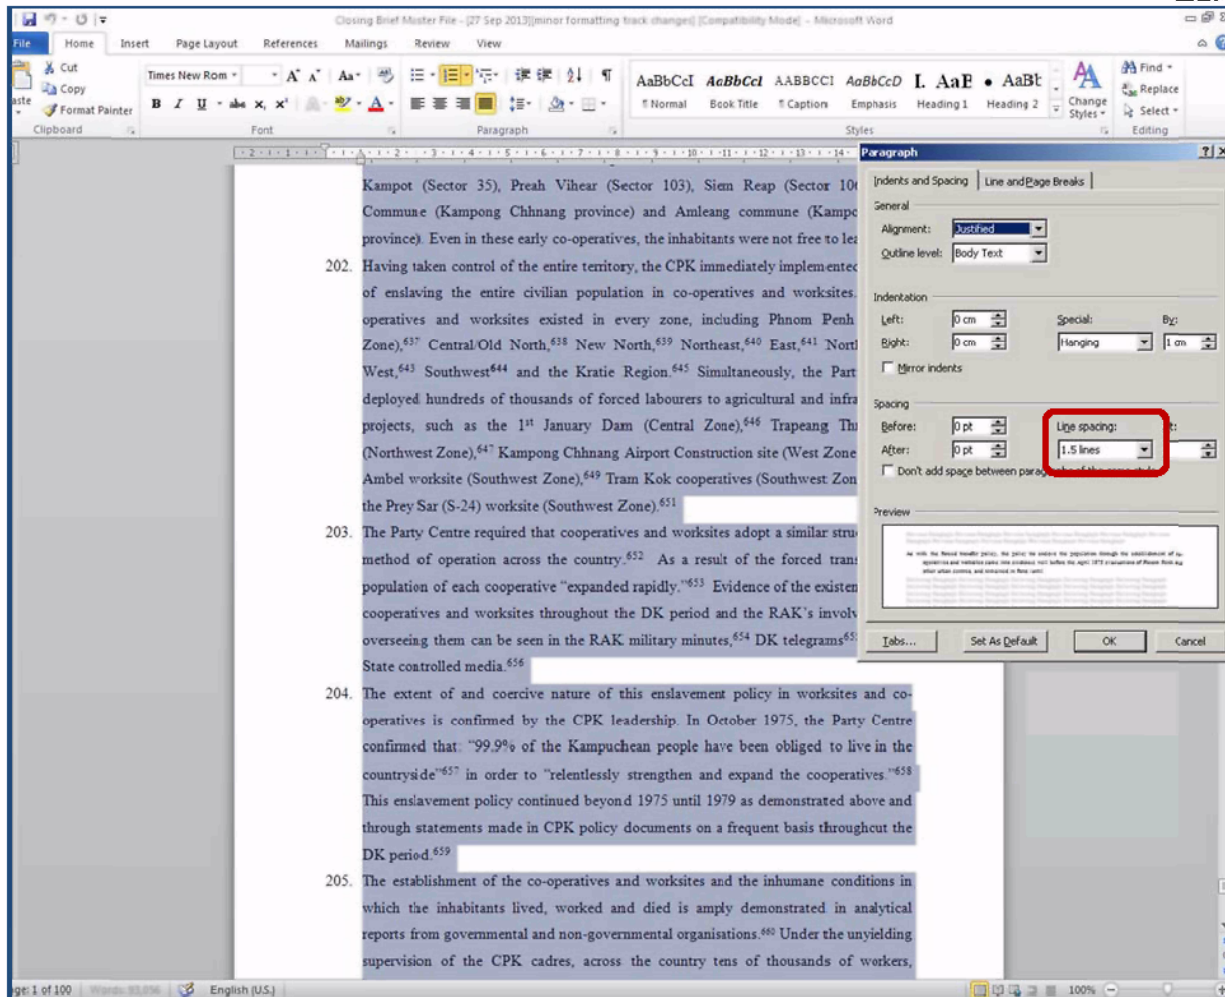 Closing Brief Master File - [27 Sep 2013][minor formatting track changes] [Compatibility Mode] - Microsoft Word
File Home Insert Page Layout References Mailings Review View
Cut
Copy
Format Painter
Clipboard
Times New Rom
Font
Paragraph
AaBbCcI AaBbCcI AABBCCI AaBbCcD I. AaB • AaBb
¶ Normal Book Title ¶ Caption Emphasis Heading 1 Heading 2
Change Styles
Styles
Find
Replace
Select
Editing
Kampot (Sector 35), Preah Vihear (Sector 103), Siem Reap (Sector
Commune (Kampong Chhnang province) and Amleang commune
province). Even in these early co-operatives, the inhabitants were not free to
202. Having taken control of the entire territory, the CPK immediately implemented
of enslaving the entire civilian population in co-operatives and worksites.
operatives and worksites existed in every zone, including Phnom Penh
Zone),637 Central/Old North,638 New North,639 Northeast,640 East,641
West,643 Southwest644 and the Kratie Region.645 Simultaneously, the Part
deployed hundreds of thousands of forced labourers to agricultural and infra
projects, such as the 1st January Dam (Central Zone),646 Trapeang
(Northwest Zone),647 Kampong Chhnang Airport Construction site (West Zone
Ambel worksite (Southwest Zone),649 Tram Kok cooperatives (Southwest Zon
the Prey Sar (S-24) worksite (Southwest Zone).651
203. The Party Centre required that cooperatives and worksites adopt a similar stru
method of operation across the country.652 As a result of the forced tran
population of each cooperative “expanded rapidly.”653 Evidence of the existen
cooperatives and worksites throughout the DK period and the RAK’s involv
overseeing them can be seen in the RAK military minutes,654 DK telegrams
State controlled media.656
204. The extent of and coercive nature of this enslavement policy in worksites and co-
operatives is confirmed by the CPK leadership. In October 1975, the Party Centre
confirmed that: “99.9% of the Kampuchean people have been obliged to live in the
countryside”657 in order to “relentlessly strengthen and expand the cooperatives.”658
This enslavement policy continued beyond 1975 until 1979 as demonstrated above and
through statements made in CPK policy documents on a frequent basis throughout the
DK period.659
205. The establishment of the co-operatives and worksites and the inhumane conditions in
which the inhabitants lived, worked and died is amply demonstrated in analytical
reports from governmental and non-governmental organisations.660 Under the unyielding
supervision of the CPK cadres, across the country tens of thousands of workers,
Paragraph
Indents and Spacing Line and Page Breaks
General
Alignment: Justified
Outline level: Body Text
Indentation
Left: 0 cm Special: By:
Right: 0 cm Hanging 1 cm
Mirror indents
Spacing
Before: 0 pt Line spacing:
After: 0 pt 1.5 lines
Don't add space between
Preview
Tabs... Set As Default OK Cancel
1 of 100 English (U.S.) 100%